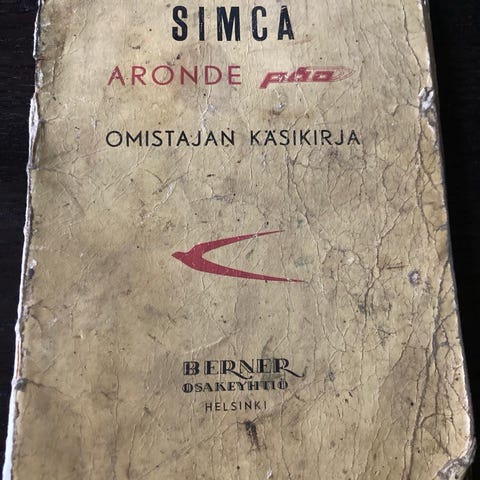 SIMCA
ARONDE P60
OMISTAJAN KÄSIKIRJA
BERNER
OSAKEYHTIÖ
HELSINKI